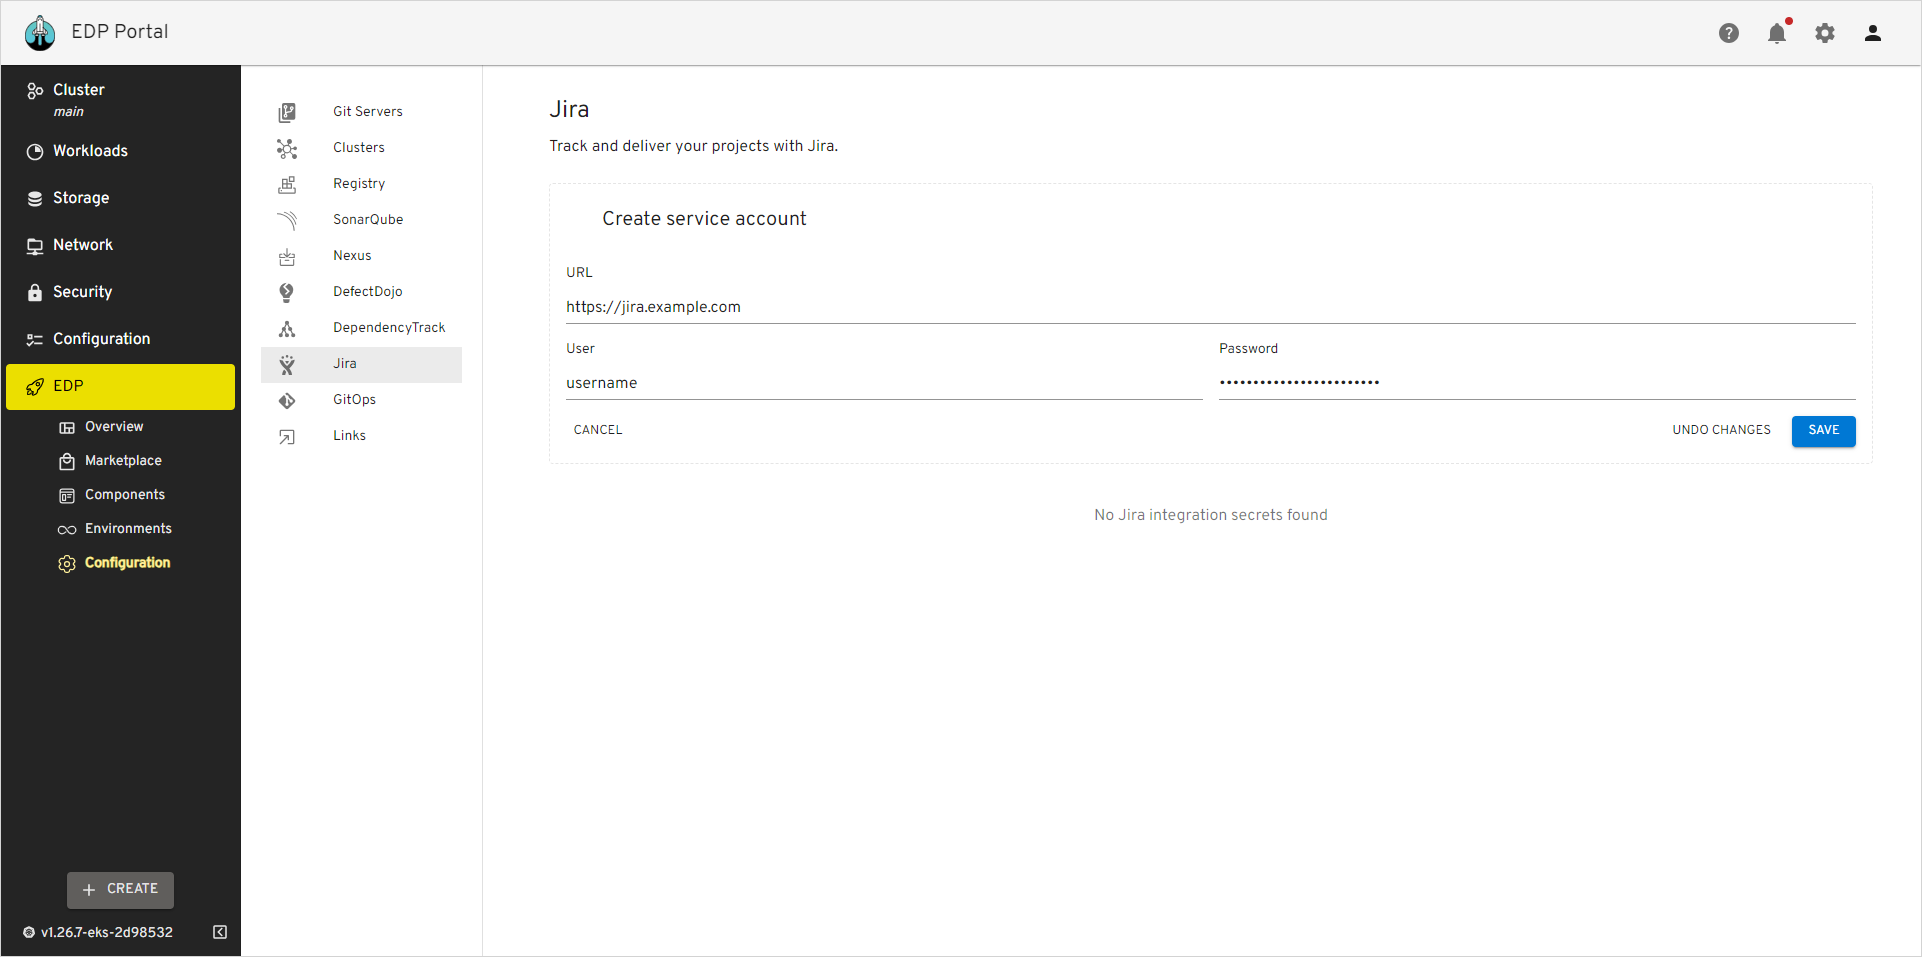 EDP Portal
Cluster
main
Workloads
Storage
Network
Security
Configuration
EDP
Overview
Marketplace
Components
Environments
Configuration
CREATE
v1.26.7-eks-2d98532
Git Servers
Clusters
Registry
SonarQube
Nexus
DefectDojo
DependencyTrack
Jira
GitOps
Links
Jira
Track and deliver your projects with Jira.
Create service account
URL
https://jira.example.com
User
Password
username
••••••••••••••••••••••••
CANCEL
UNDO CHANGES
SAVE
No Jira integration secrets found